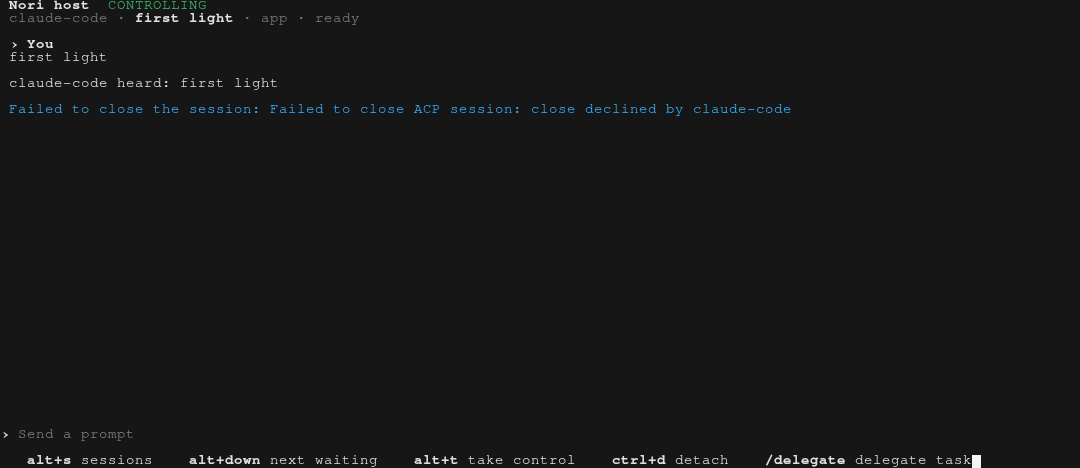 Nori host  CONTROLLING
claude-code · first light · app · ready
› You
first light
claude-code heard: first light
Failed to close the session: Failed to close ACP session: close declined by claude-code
› Send a prompt
alt+s sessions    alt+down next waiting    alt+t take control    ctrl+d detach    /delegate delegate task